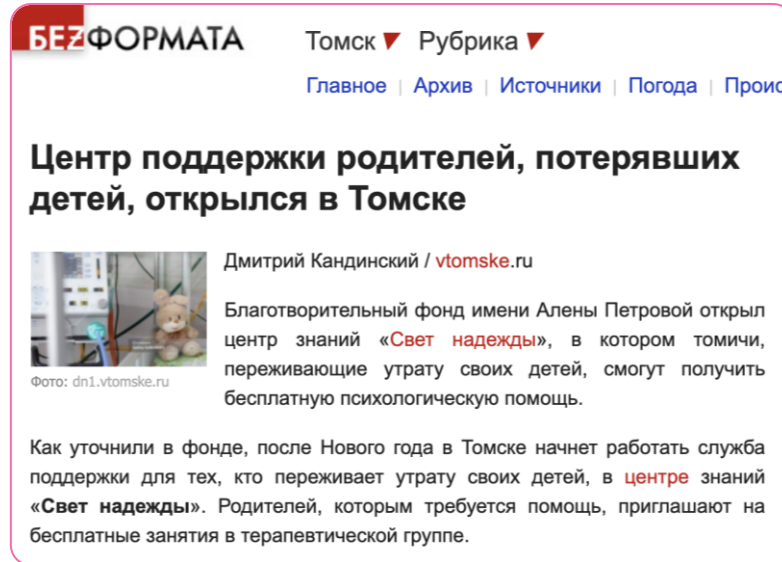 БЕZФОРМАТА
Томск Рубрика
Главное | Архив | Источники | Погода | Проис
Центр поддержки родителей, потерявших
детей, открылся в Томске
Дмитрий Кандинский / vtomske.ru
Благотворительный фонд имени Алены Петровой открыл
центр знаний «Свет надежды», в котором томичи,
переживающие утрату своих детей, смогут получить
бесплатную психологическую помощь.
Фото: dn1.vtomske.ru
Как уточнили в фонде, после Нового года в Томске начнет работать служба
поддержки для тех, кто переживает утрату своих детей, в центре знаний
«Свет надежды». Родителей, которым требуется помощь, приглашают на
бесплатные занятия в терапевтической группе.